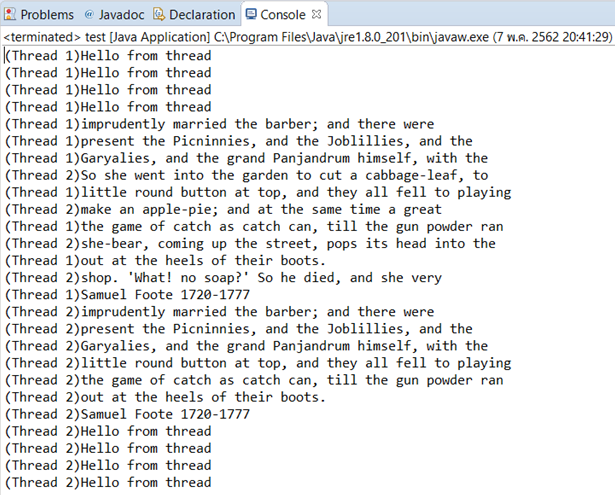 Problems @ Javadoc Declaration Console
<terminated> test [Java Application] C:\Program Files\Java\jre1.8.0_201\bin\javaw.exe (7 พ.ค. 2562 20:41:29)
(Thread 1)Hello from thread
(Thread 1)Hello from thread
(Thread 1)Hello from thread
(Thread 1)Hello from thread
(Thread 1)imprudently married the barber; and there were
(Thread 1)present the Picninnies, and the Joblillies, and the
(Thread 1)Garyalies, and the grand Panjandrum himself, with the
(Thread 2)So she went into the garden to cut a cabbage-leaf, to
(Thread 1)little round button at top, and they all fell to playing
(Thread 2)make an apple-pie; and at the same time a great
(Thread 1)the game of catch as catch can, till the gun powder ran
(Thread 2)she-bear, coming up the street, pops its head into the
(Thread 1)out at the heels of their boots.
(Thread 2)shop. 'What! no soap?' So he died, and she very
(Thread 1)Samuel Foote 1720-1777
(Thread 2)imprudently married the barber; and there were
(Thread 2)present the Picninnies, and the Joblillies, and the
(Thread 2)Garyalies, and the grand Panjandrum himself, with the
(Thread 2)little round button at top, and they all fell to playing
(Thread 2)the game of catch as catch can, till the gun powder ran
(Thread 2)out at the heels of their boots.
(Thread 2)Samuel Foote 1720-1777
(Thread 2)Hello from thread
(Thread 2)Hello from thread
(Thread 2)Hello from thread
(Thread 2)Hello from thread